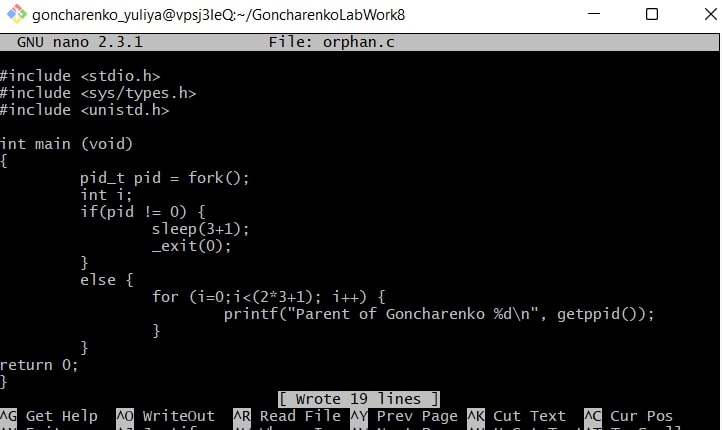 goncharenko_yuliya@vpsj3IeQ:~/GoncharenkoLabWork8
GNU nano 2.3.1 File: orphan.c
#include <stdio.h>
#include <sys/types.h>
#include <unistd.h>
int main (void)
{
pid_t pid = fork();
int i;
if(pid != 0) {
sleep(3+1);
_exit(0);
}
else {
for (i=0;i<(2*3+1); i++) {
printf("Parent of Goncharenko %d\n", getppid());
}
}
return 0;
}
[ Wrote 19 lines ]
^G Get Help ^O WriteOut ^R Read File ^Y Prev Page ^K Cut Text ^C Cur Pos